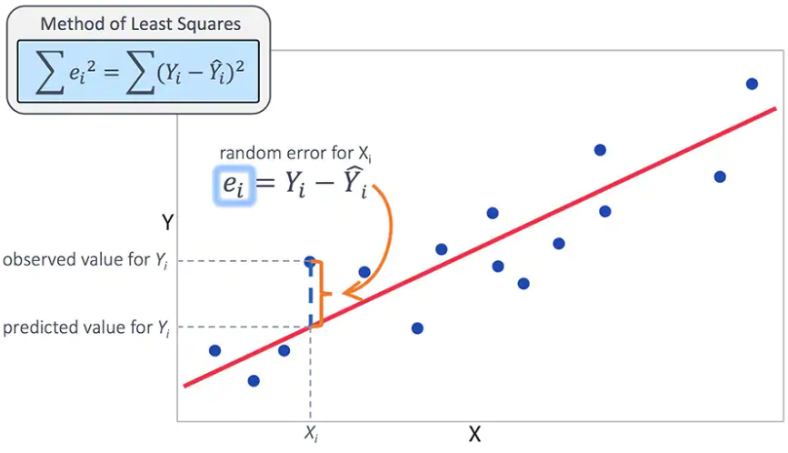 Method of Least Squares
∑ eᵢ² = ∑(Yᵢ − Ŷᵢ)²
random error for Xᵢ
eᵢ = Yᵢ − Ŷᵢ
Y
observed value for Yᵢ
predicted value for Yᵢ
Xᵢ
X